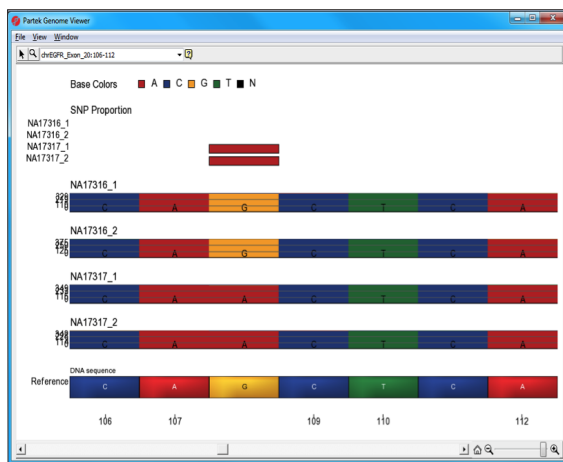 Partek Genome Viewer
File View Window
chrEGFR_Exon_20:106-112
Base Colors A C G T N
SNP Proportion
NA17316_1
NA17316_2
NA17317_1
NA17317_2
NA17316_1
C A G C T C A
NA17316_2
C A G C T C A
NA17317_1
C A A C T C A
NA17317_2
C A A C T C A
DNA sequence
Reference C A G C T C A
106 107 109 110 112